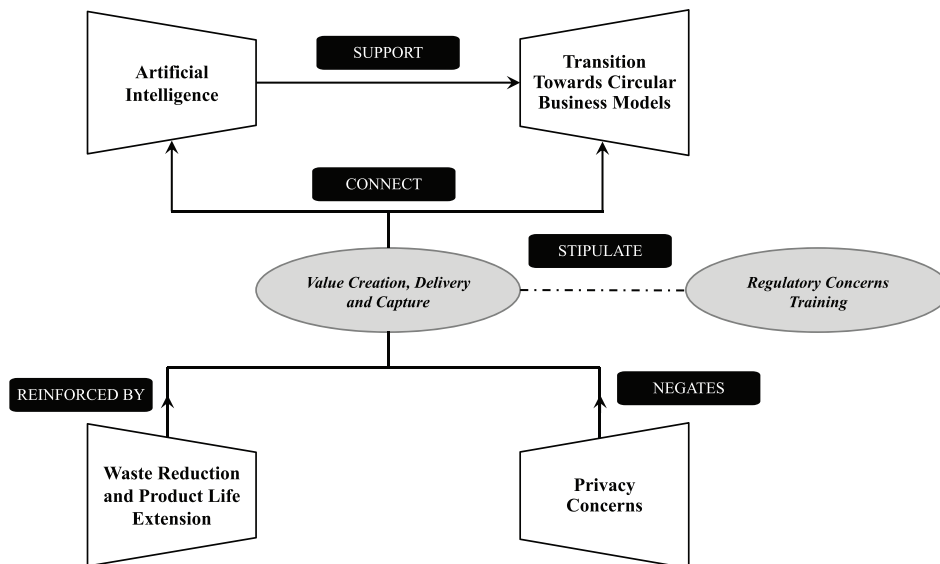 SUPPORT
Artificial
Intelligence
Transition
Towards Circular
Business Models
CONNECT
STIPULATE
Value Creation, Delivery
and Capture
Regulatory Concerns
Training
REINFORCED BY
NEGATES
Waste Reduction
and Product Life
Extension
Privacy
Concerns